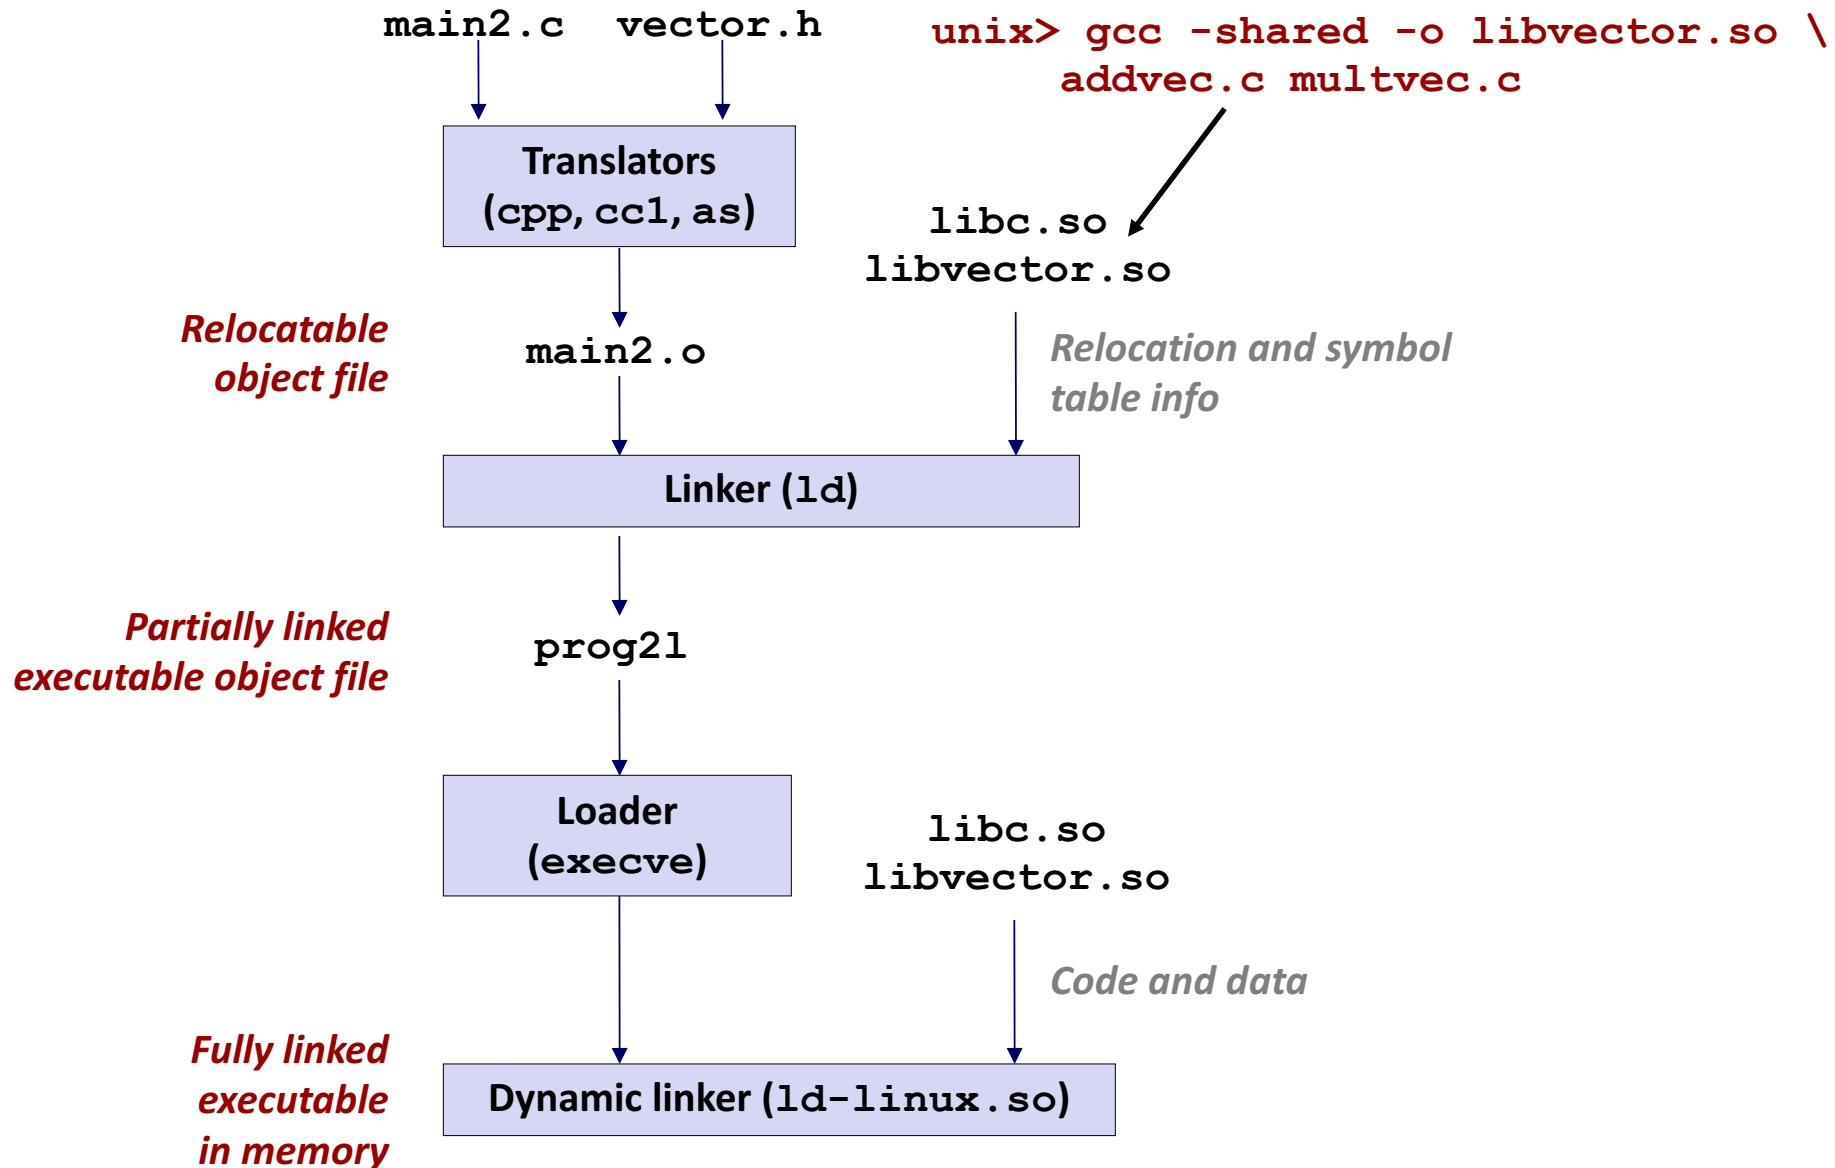 main2.c vector.h
unix> gcc -shared -o libvector.so \
addvec.c multvec.c
Translators
(cpp, cc1, as)
libc.so
libvector.so
Relocatable
object file
main2.o
Relocation and symbol
table info
Linker (ld)
Partially linked
executable object file
prog2l
Loader
(execve)
libc.so
libvector.so
Code and data
Fully linked
executable
in memory
Dynamic linker (ld-linux.so)